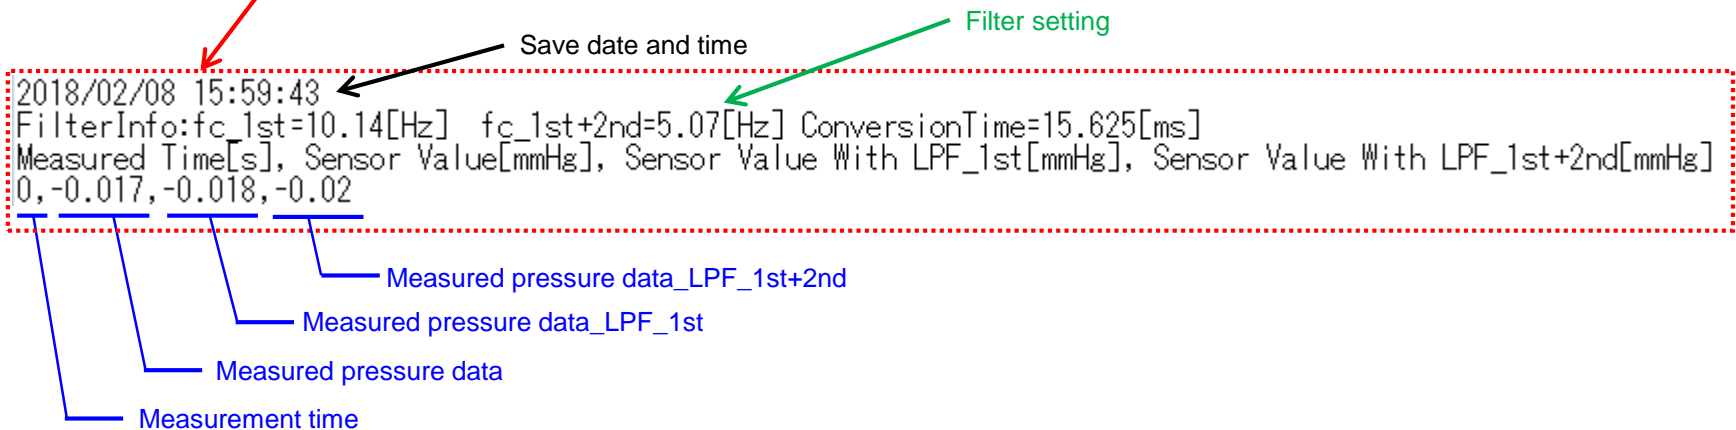 Filter setting
Save date and time
2018/02/08 15:59:43
FilterInfo:fc_1st=10.14[Hz]  fc_1st+2nd=5.07[Hz] ConversionTime=15.625[ms]
Measured Time[s], Sensor Value[mmHg], Sensor Value With LPF_1st[mmHg], Sensor Value With LPF_1st+2nd[mmHg]
0,-0.017,-0.018,-0.02
Measured pressure data_LPF_1st+2nd
Measured pressure data_LPF_1st
Measured pressure data
Measurement time